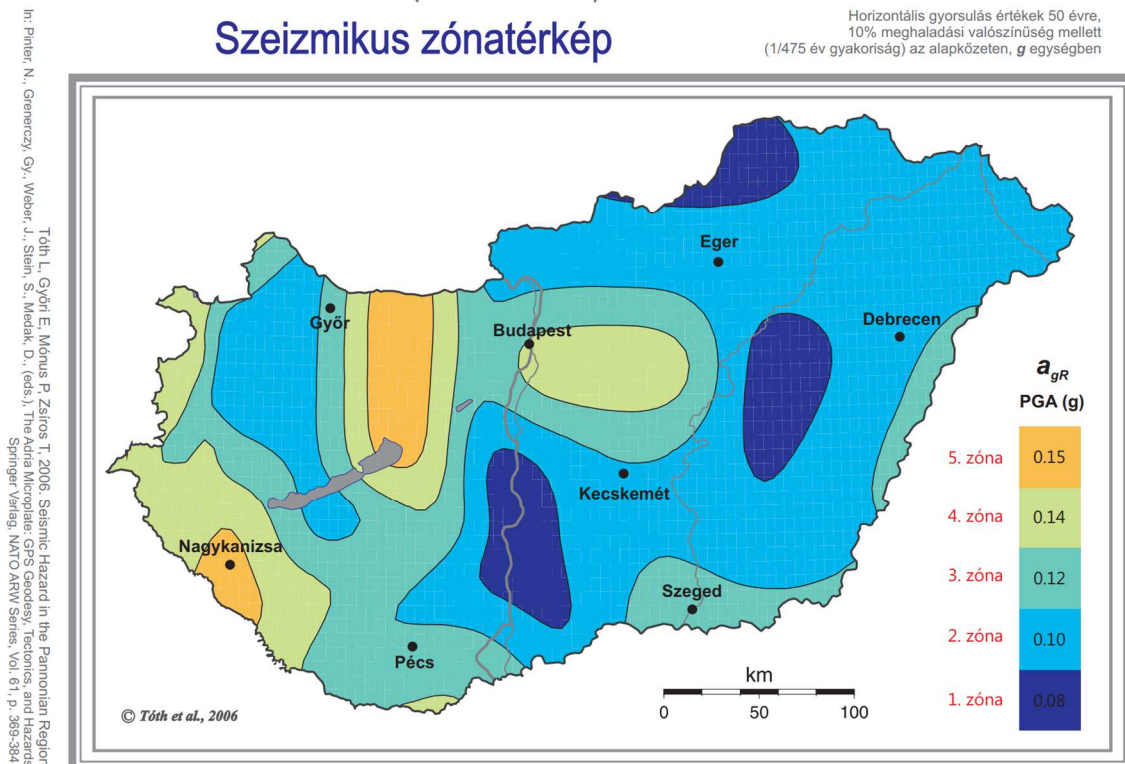 Szeizmikus zónatérkép
Horizontális gyorsulás értékek 50 évre,
10% meghaladási valószínűség mellett
(1/475 év gyakoriság) az alapkőzeten, g egységben
Eger
Győr
Budapest
Debrecen
Kecskemét
Nagykanizsa
Szeged
Pécs
agR
PGA (g)
5. zóna 0.15
4. zóna 0.14
3. zóna 0.12
2. zóna 0.10
1. zóna 0.08
km
0 50 100
© Tóth et al., 2006
Tóth L, Győri E, Mónus P, Zsíros T, 2006. Seismic Hazard in the Pannonian Region
In: Pinter, N., Grenerczy, Gy., Weber, J., Stein, S., Medak, D., (eds.), The Adria Microplate: GPS Geodesy, Tectonics, and Hazards
Springer Verlag, NATO ARW Series, Vol. 61, p. 369-384